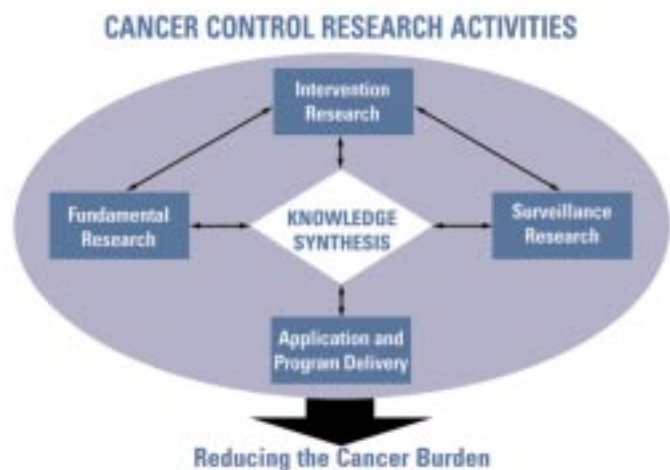 CANCER CONTROL RESEARCH ACTIVITIES
Intervention
Research
Fundamental
Research
KNOWLEDGE
SYNTHESIS
Surveillance
Research
Application and
Program Delivery
Reducing the Cancer Burden